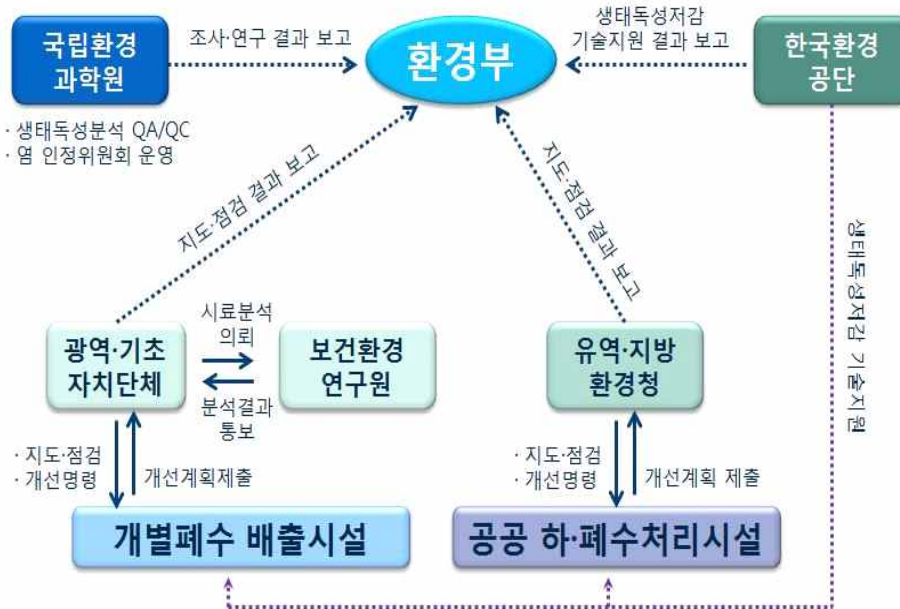 국립환경
과학원
조사·연구 결과 보고
환경부
생태독성저감
기술지원 결과 보고
한국환경
공단
· 생태독성분석 QA/QC
· 염 인정위원회 운영
지도·점검 결과 보고
지도·점검 결과 보고
생태독성저감 기술지원
광역·기초
자치단체
시료분석
의뢰
분석결과
통보
보건환경
연구원
유역·지방
환경청
· 지도·점검
· 개선명령
개선계획제출
· 지도·점검
· 개선명령
개선계획 제출
개별폐수 배출시설
공공 하·폐수처리시설